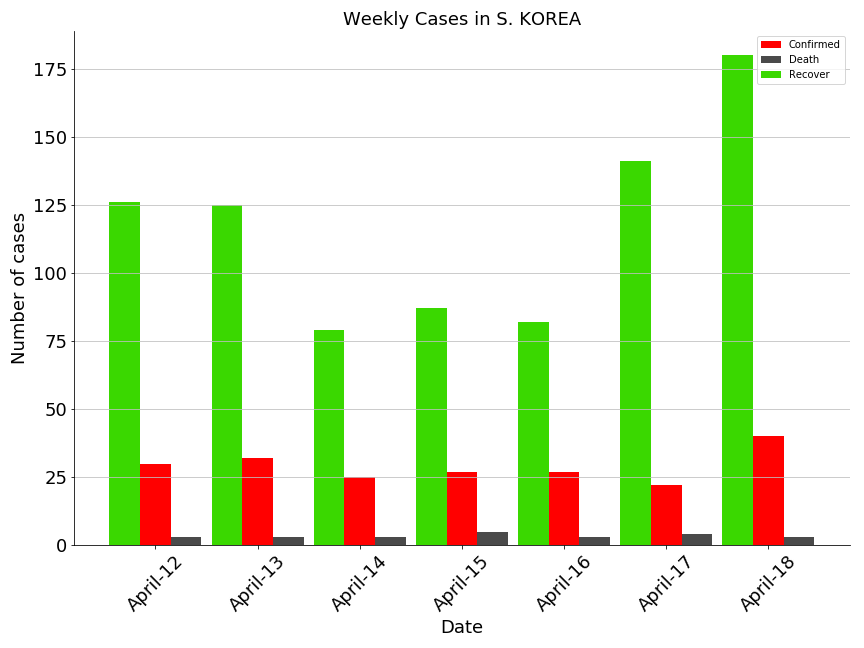 Weekly Cases in S. KOREA
Confirmed
Death
Recover
Number of cases
175
150
125
100
75
50
25
0
April-12
April-13
April-14
April-15
April-16
April-17
April-18
Date